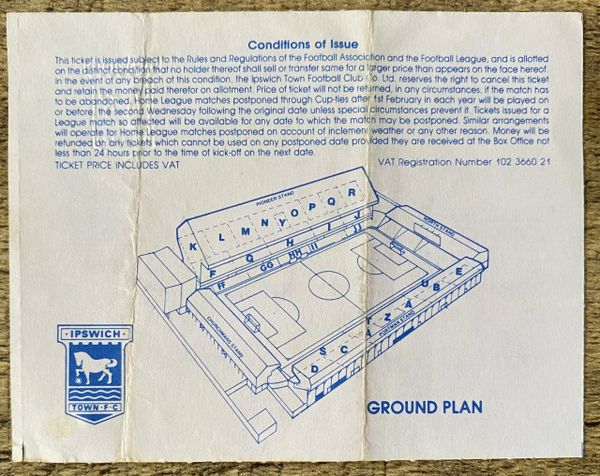 Conditions of Issue
This ticket is issued subject to the Rules and Regulations of the Football Association and the Football League, and is allotted
on the distinct condition that no holder thereof shall sell or transfer same for a larger price than appears on the face hereof.
In the event of any breach of this condition, the Ipswich Town Football Club Co. Ltd. reserves the right to cancel this ticket
and retain the money paid therefor on allotment. Price of ticket will not be returned, in any circumstances, if the match has
to be abandoned. Home League matches postponed through Cup-ties after 1st February in each year will be played on
or before the second Wednesday following the original date unless special circumstances prevent it. Tickets issued for a
League match so affected will be available for any date to which the match may be postponed. Similar arrangements
will operate for Home League matches postponed on account of inclement weather or any other reason. Money will be
refunded on any tickets which cannot be used on any postponed date provided they are received at the Box Office not
less than 24 hours prior to the time of kick-off on the next date.
TICKET PRICE INCLUDES VAT
VAT Registration Number 102 3660 21
PIONEER STAND
K L M N Y O P Q R
F G H I J
FF GG HH II JJ
NORTH STAND
CHURCHMANS STAND
PORTMAN STAND
D S C A Z A U B E
IPSWICH
TOWN · F·C
GROUND PLAN